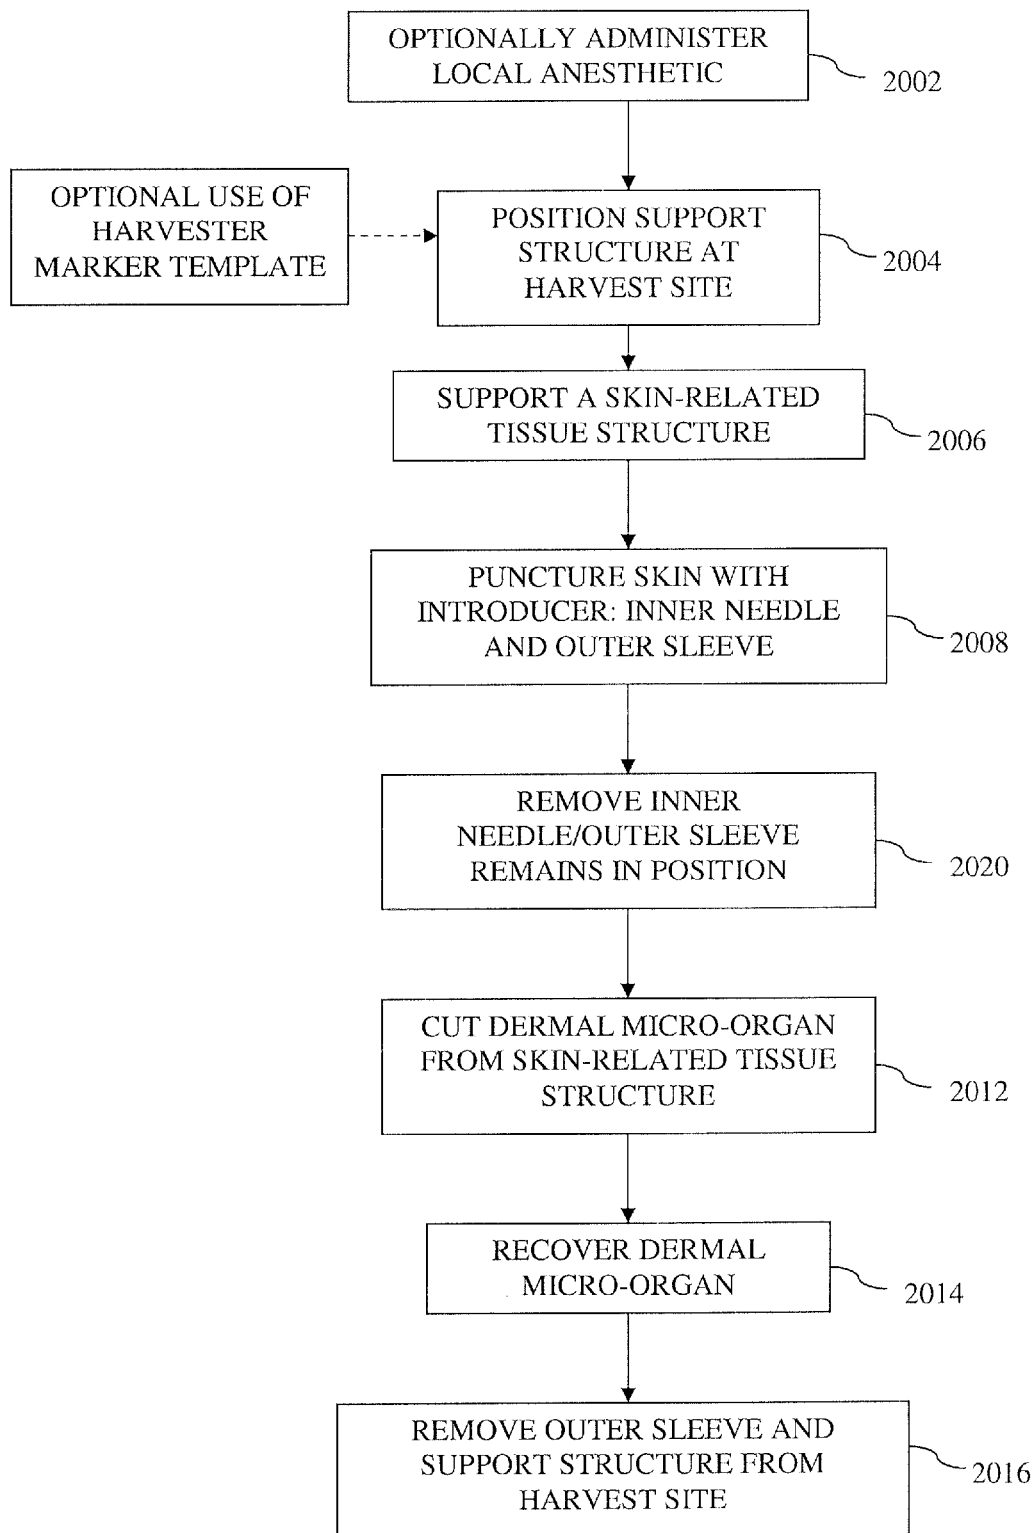 OPTIONALLY ADMINISTER
LOCAL ANESTHETIC
2002
OPTIONAL USE OF
HARVESTER
MARKER TEMPLATE
POSITION SUPPORT
STRUCTURE AT
HARVEST SITE
2004
SUPPORT A SKIN-RELATED
TISSUE STRUCTURE
2006
PUNCTURE SKIN WITH
INTRODUCER: INNER NEEDLE
AND OUTER SLEEVE
2008
REMOVE INNER
NEEDLE/OUTER SLEEVE
REMAINS IN POSITION
2020
CUT DERMAL MICRO-ORGAN
FROM SKIN-RELATED TISSUE
STRUCTURE
2012
RECOVER DERMAL
MICRO-ORGAN
2014
REMOVE OUTER SLEEVE AND
SUPPORT STRUCTURE FROM
HARVEST SITE
2016